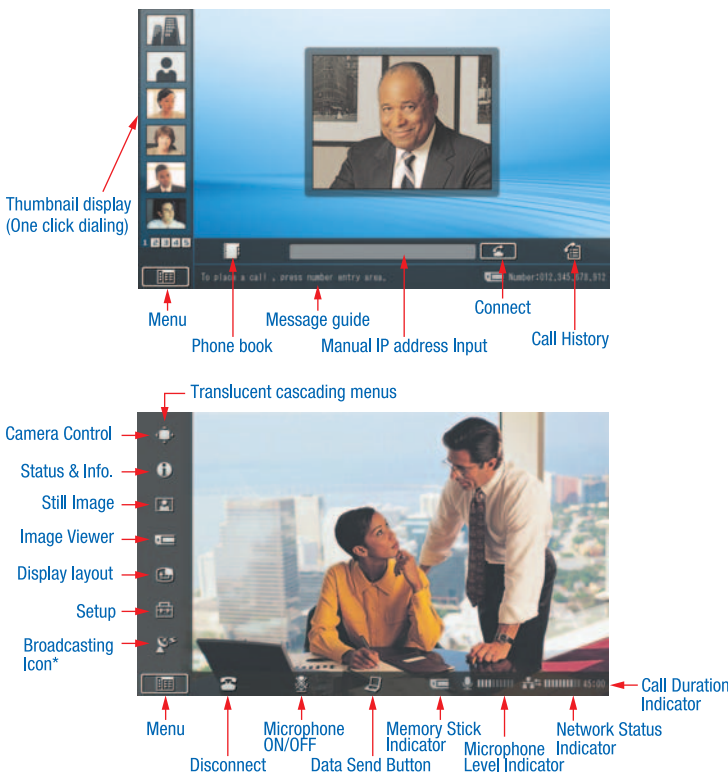 Thumbnail display
(One click dialing)
1 2 3 4 5
To place a call , press number entry area.
Number:012,345,678,912
Menu
Message guide
Connect
Phone book
Manual IP address Input
Call History
Translucent cascading menus
Camera Control
Status & Info.
Still Image
Image Viewer
Display layout
Setup
Broadcasting
Icon*
45:00
Call Duration
Indicator
Menu
Microphone
ON/OFF
Memory Stick
Indicator
Network Status
Indicator
Disconnect
Data Send Button
Microphone
Level Indicator